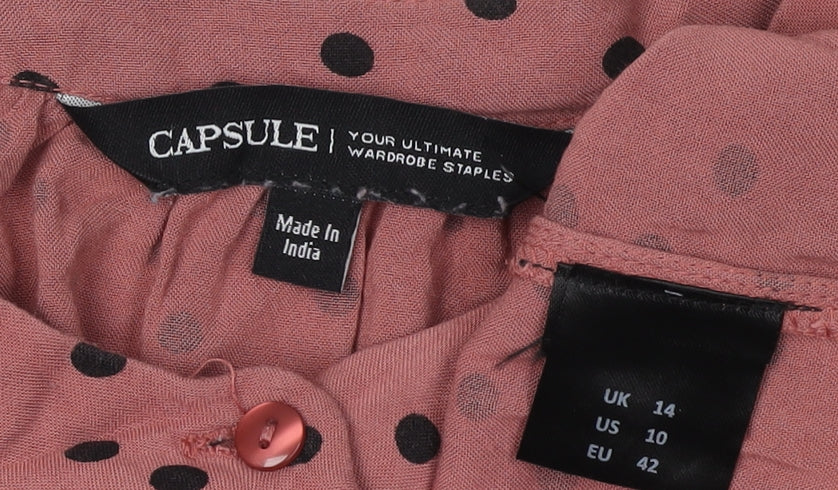 CAPSULE | YOUR ULTIMATE
WARDROBE STAPLES
Made In
India
UK 14
US 10
EU 42